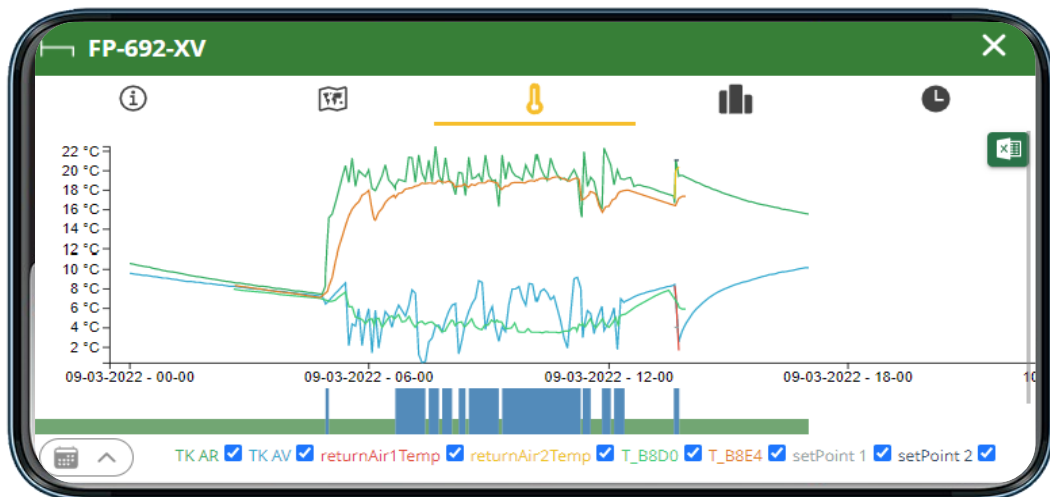 FP-692-XV
22 °C
20 °C
18 °C
16 °C
14 °C
12 °C
10 °C
8 °C
6 °C
4 °C
2 °C
09-03-2022 - 00-00 09-03-2022 - 06-00 09-03-2022 - 12-00 09-03-2022 - 18-00 10
TK AR TK AV returnAir1Temp returnAir2Temp T_B8D0 T_B8E4 setPoint 1 setPoint 2